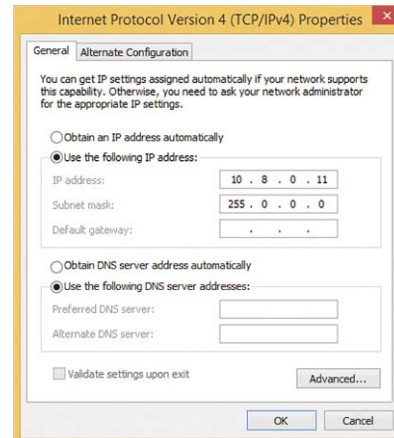 Internet Protocol Version 4 (TCP/IPv4) Properties
General
Alternate Configuration
You can get IP settings assigned automatically if your network supports
this capability. Otherwise, you need to ask your network administrator
for the appropriate IP settings.
Obtain an IP address automatically
Use the following IP address:
IP address: 10 . 8 . 0 . 11
Subnet mask: 255 . 0 . 0 . 0
Default gateway: . . .
Obtain DNS server address automatically
Use the following DNS server addresses:
Preferred DNS server:
Alternate DNS server:
Validate settings upon exit
Advanced...
OK Cancel